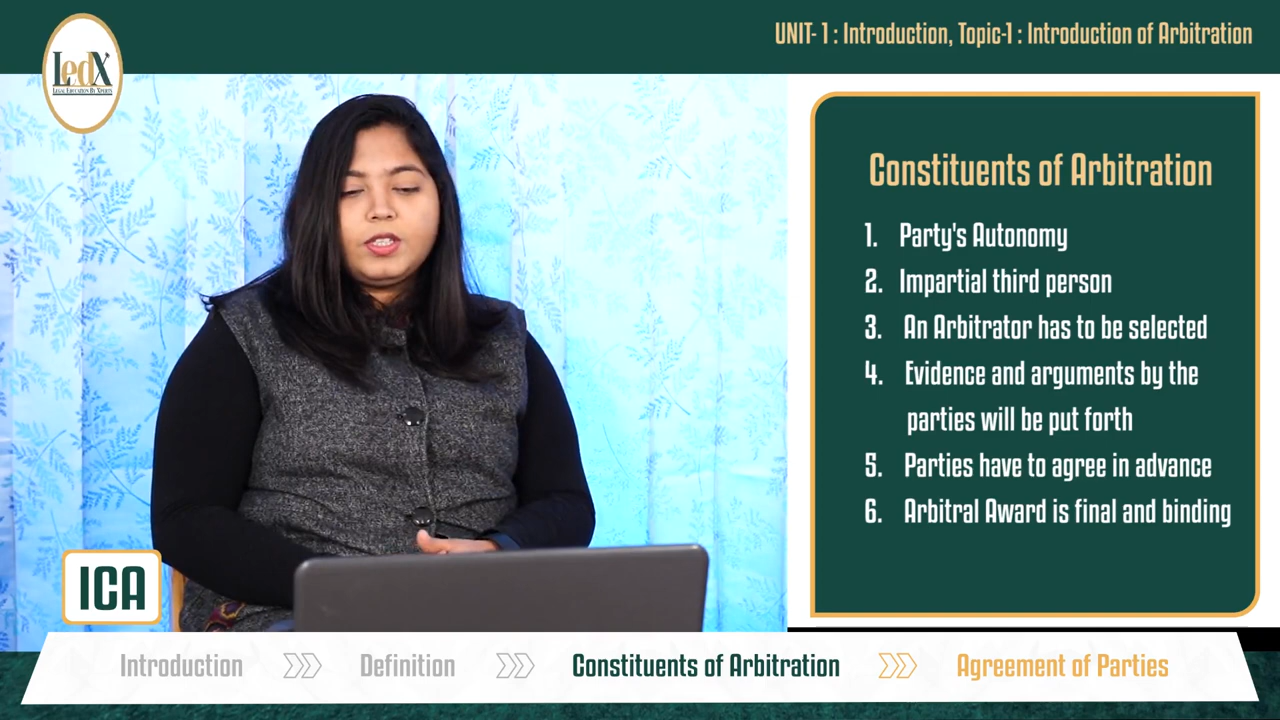 UNIT- 1 : Introduction, Topic-1 : Introduction of Arbitration
LedX
LEGAL EDUCATION BY XPERTS
Constituents of Arbitration
1. Party's Autonomy
2. Impartial third person
3. An Arbitrator has to be selected
4. Evidence and arguments by the
parties will be put forth
5. Parties have to agree in advance
6. Arbitral Award is final and binding
ICA
Introduction
Definition
Constituents of Arbitration
Agreement of Parties